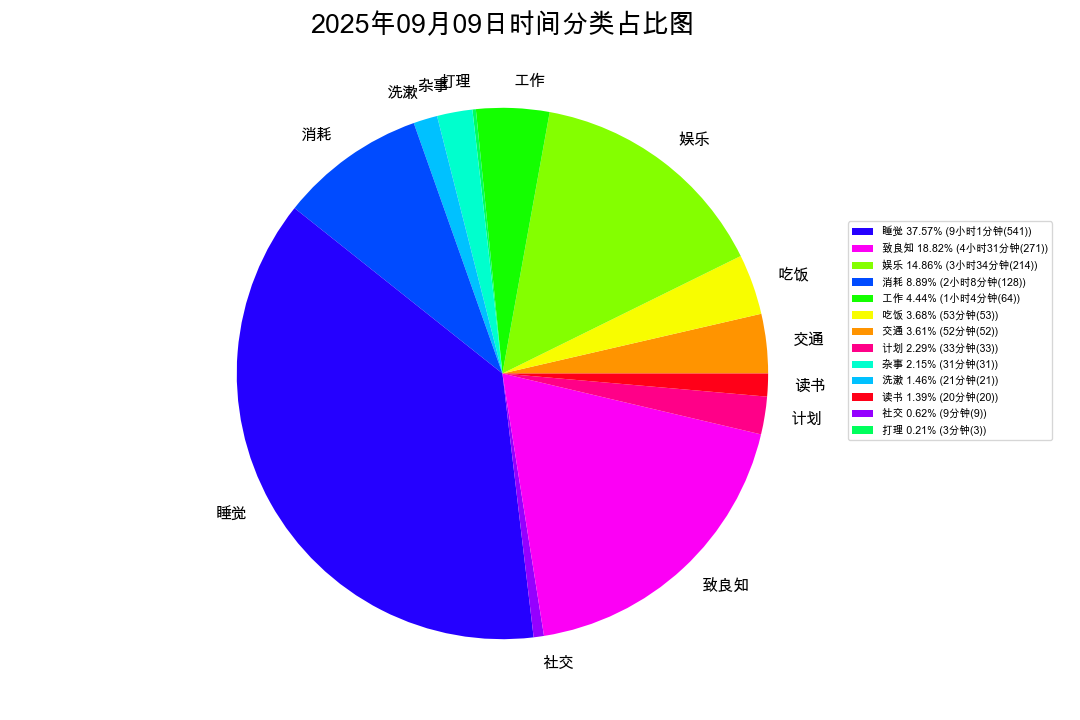 2025年09月09日时间分类占比图
打理
工作
杂事
洗漱
消耗
娱乐
吃饭
交通
读书
计划
睡觉
致良知
社交
睡觉 37.57% (9小时1分钟(541))
致良知 18.82% (4小时31分钟(271))
娱乐 14.86% (3小时34分钟(214))
消耗 8.89% (2小时8分钟(128))
工作 4.44% (1小时4分钟(64))
吃饭 3.68% (53分钟(53))
交通 3.61% (52分钟(52))
计划 2.29% (33分钟(33))
杂事 2.15% (31分钟(31))
洗漱 1.46% (21分钟(21))
读书 1.39% (20分钟(20))
社交 0.62% (9分钟(9))
打理 0.21% (3分钟(3))